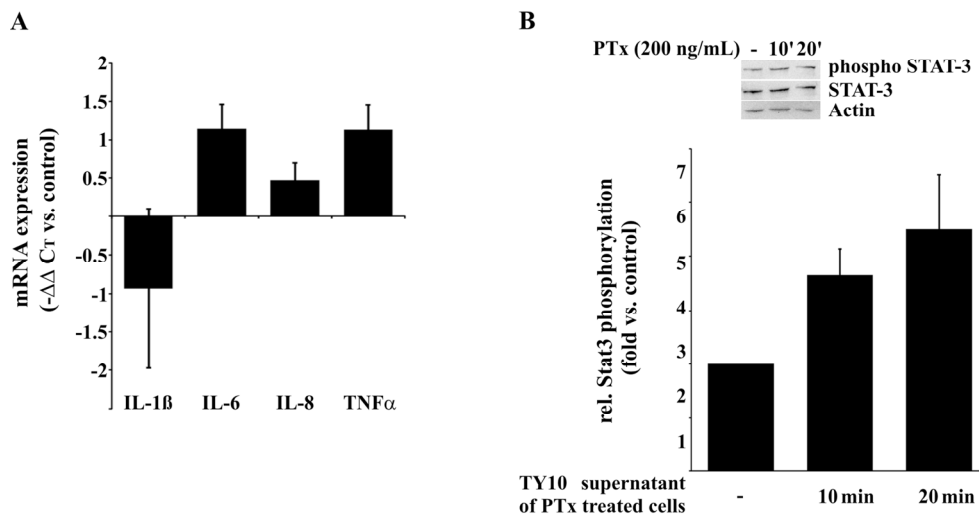 A
mRNA expression
(-ΔΔ CT vs. control)
2
1.5
1
0.5
-0.5
-1
-1.5
-2
IL-1ß
IL-6
IL-8
TNFα
B
PTx (200 ng/mL) - 10' 20'
phospho STAT-3
STAT-3
Actin
rel. Stat3 phosphorylation
(fold vs. control)
7
6
5
4
3
2
1
TY10 supernatant
of PTx treated cells
-
10 min
20 min